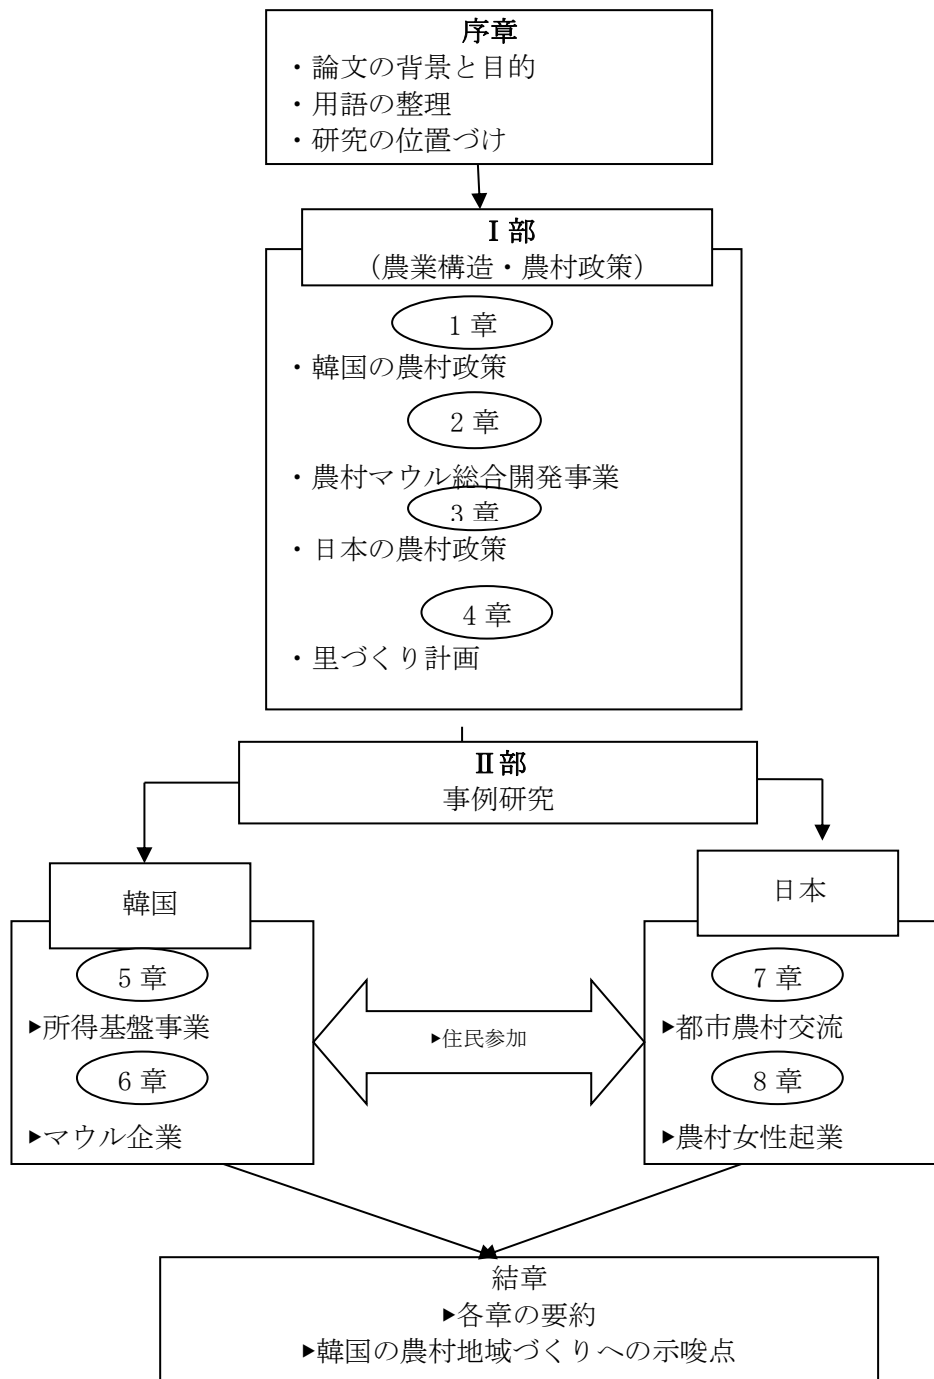 序章
・論文の背景と目的
・用語の整理
・研究の位置づけ
Ⅰ部
（農業構造・農村政策）
1 章
・韓国の農村政策
2 章
・農村マウル総合開発事業
3 章
・日本の農村政策
4 章
・里づくり計画
Ⅱ部
事例研究
韓国
5 章
▶所得基盤事業
6 章
▶マウル企業
▶住民参加
日本
7 章
▶都市農村交流
8 章
▶農村女性起業
結章
▶各章の要約
▶韓国の農村地域づくりへの示唆点